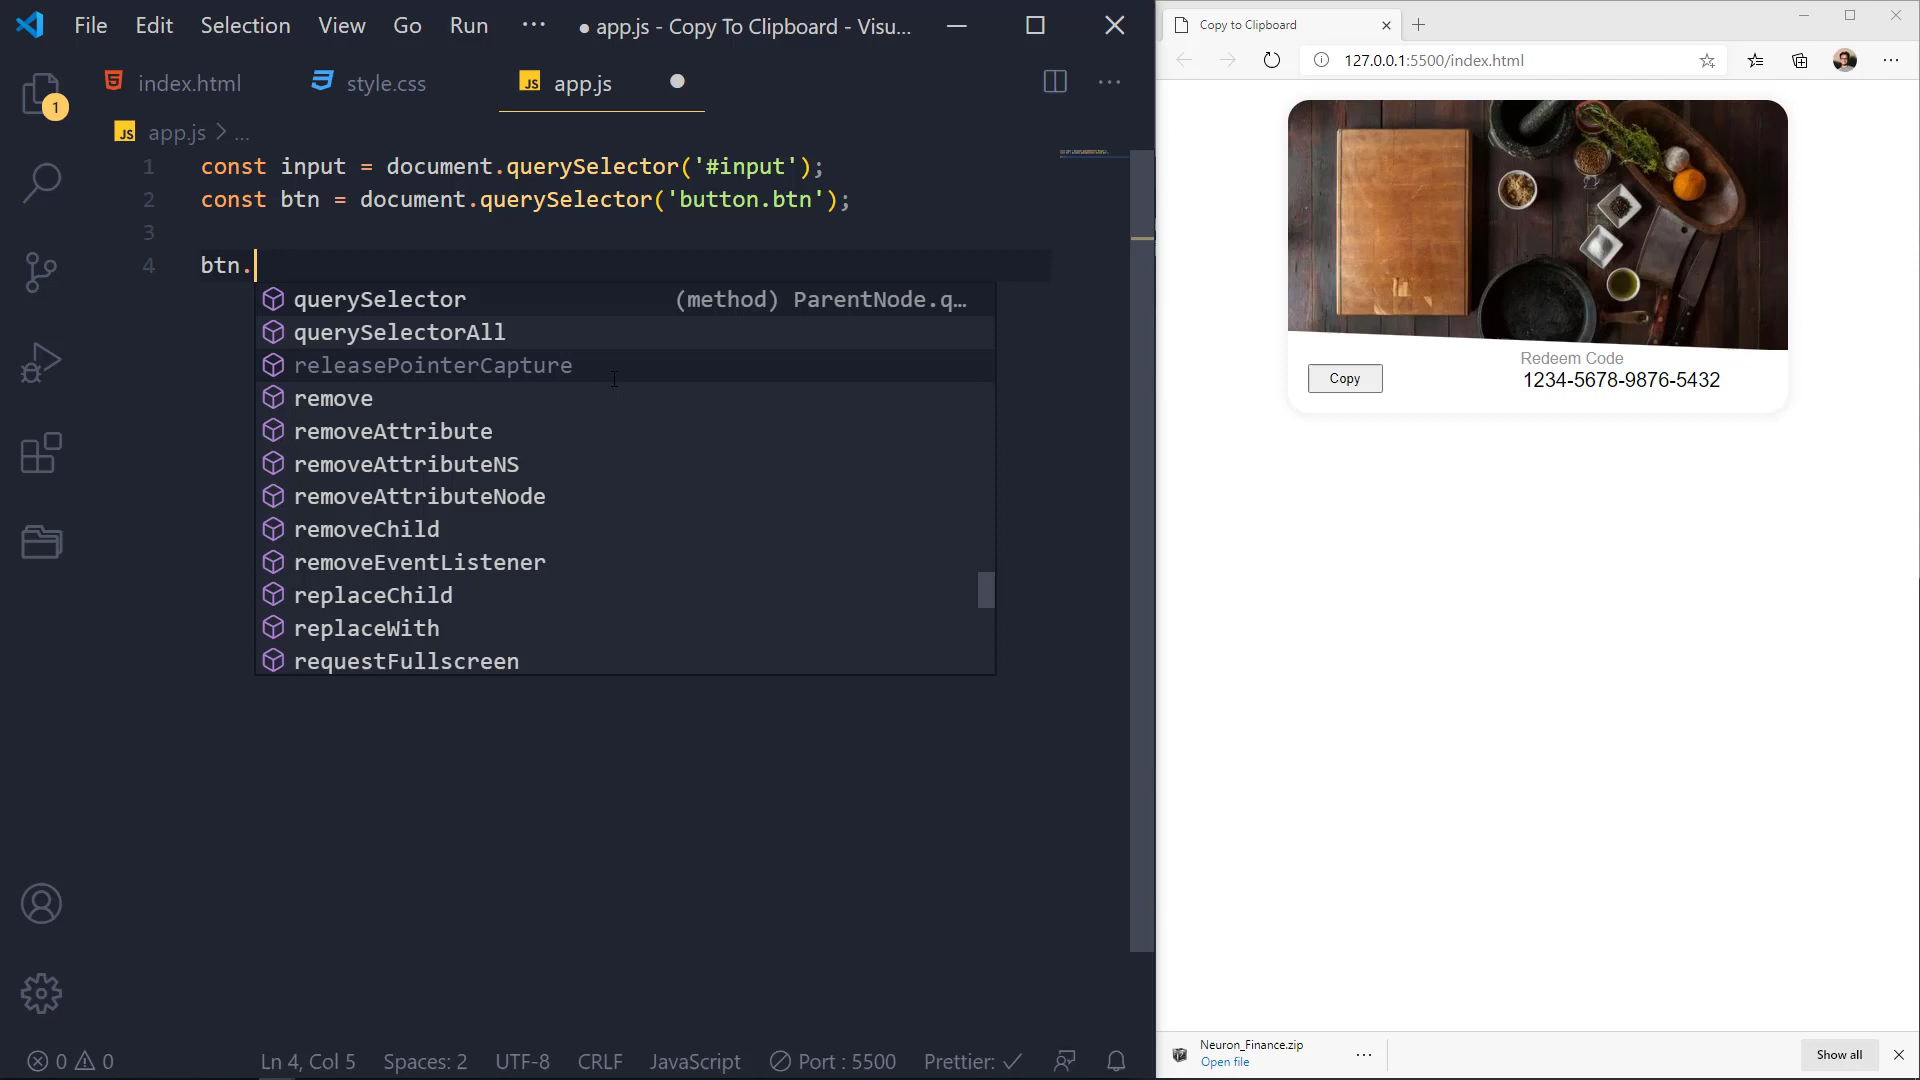 File Edit Selection View Go Run ··· ● app.js - Copy To Clipboard - Visu...
index.html style.css JS app.js
1
JS app.js > ...
1 const input = document.querySelector('#input');
2 const btn = document.querySelector('button.btn');
3
4 btn.
querySelector (method) ParentNode.q...
querySelectorAll
releasePointerCapture
remove
removeAttribute
removeAttributeNS
removeAttributeNode
removeChild
removeEventListener
replaceChild
replaceWith
requestFullscreen
0 0 Ln 4, Col 5 Spaces: 2 UTF-8 CRLF JavaScript Port : 5500 Prettier: ✓
Copy to Clipboard
127.0.0.1:5500/index.html
Redeem Code
Copy 1234-5678-9876-5432
Neuron_Finance.zip
Open file
Show all